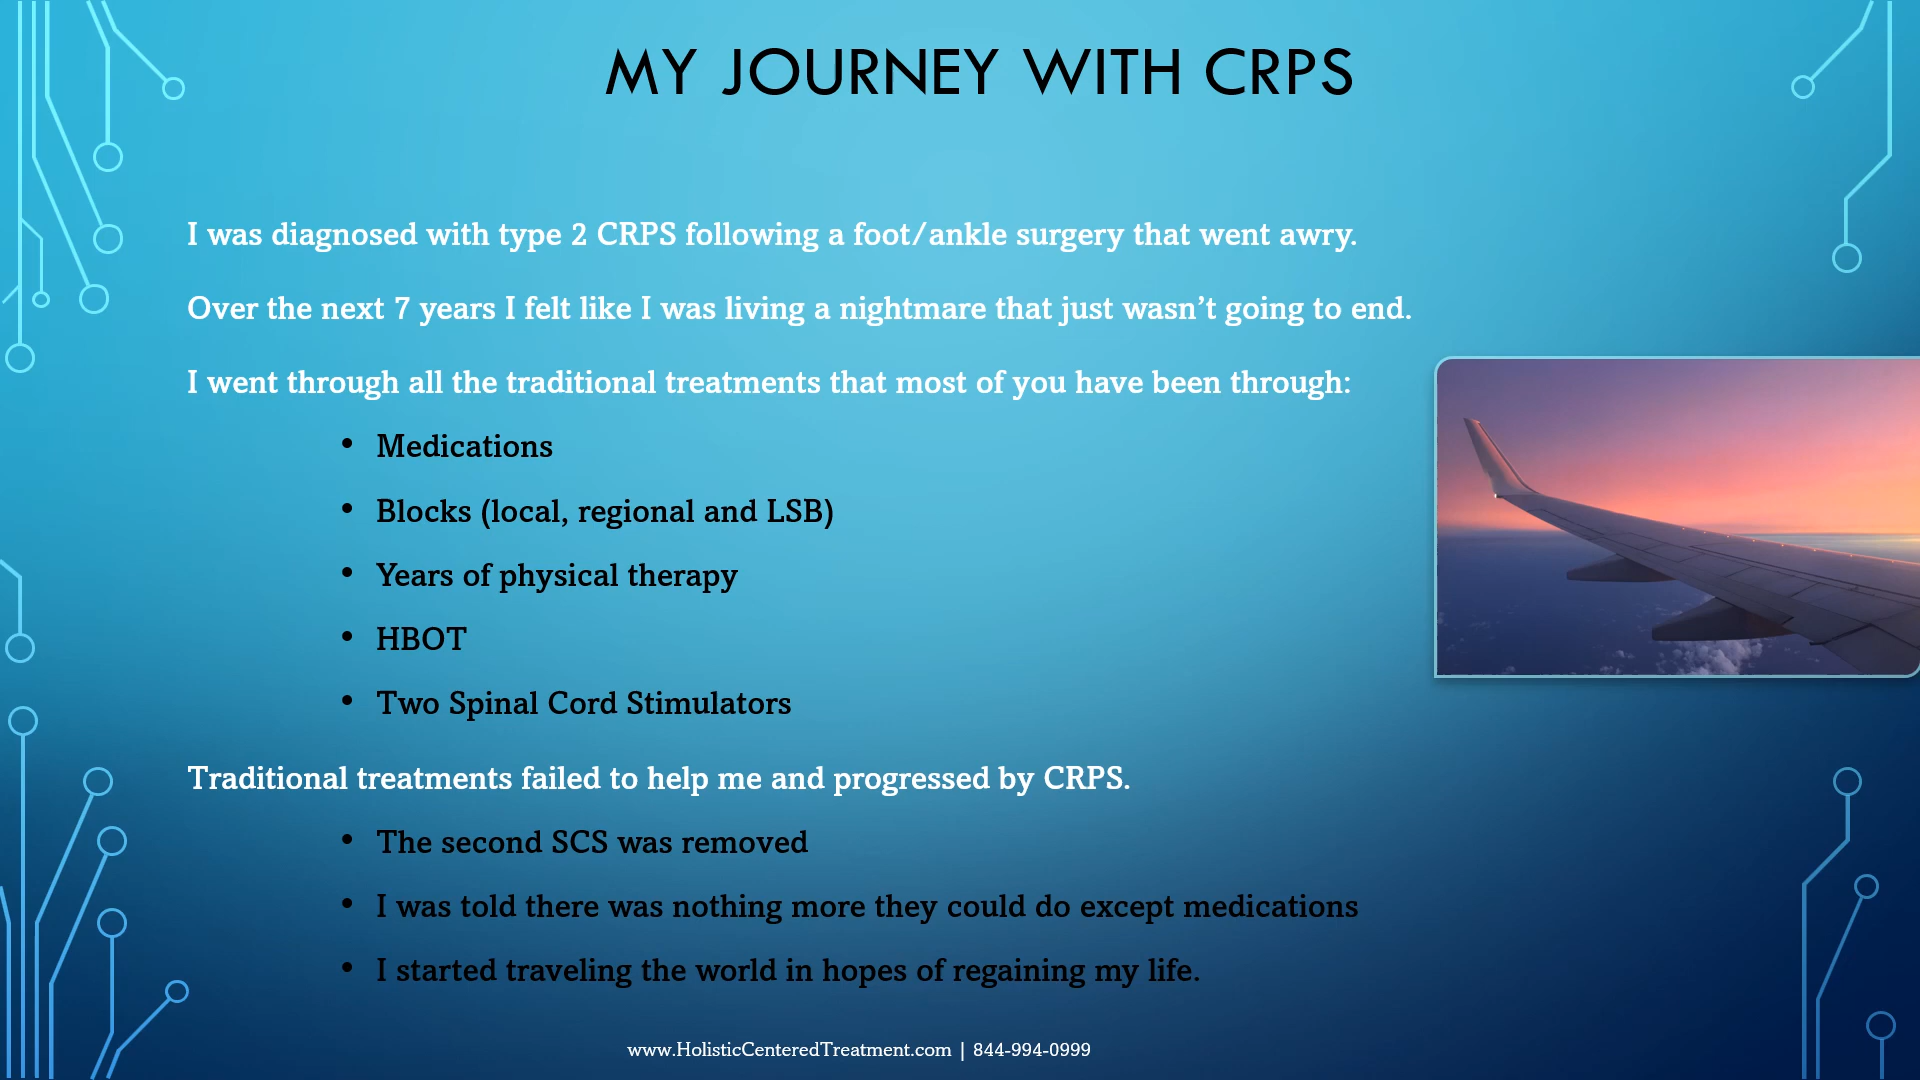 MY JOURNEY WITH CRPS
I was diagnosed with type 2 CRPS following a foot/ankle surgery that went awry.
Over the next 7 years I felt like I was living a nightmare that just wasn’t going to end.
I went through all the traditional treatments that most of you have been through:
• Medications
• Blocks (local, regional and LSB)
• Years of physical therapy
• HBOT
• Two Spinal Cord Stimulators
Traditional treatments failed to help me and progressed by CRPS.
• The second SCS was removed
• I was told there was nothing more they could do except medications
• I started traveling the world in hopes of regaining my life.
www.HolisticCenteredTreatment.com | 844-994-0999